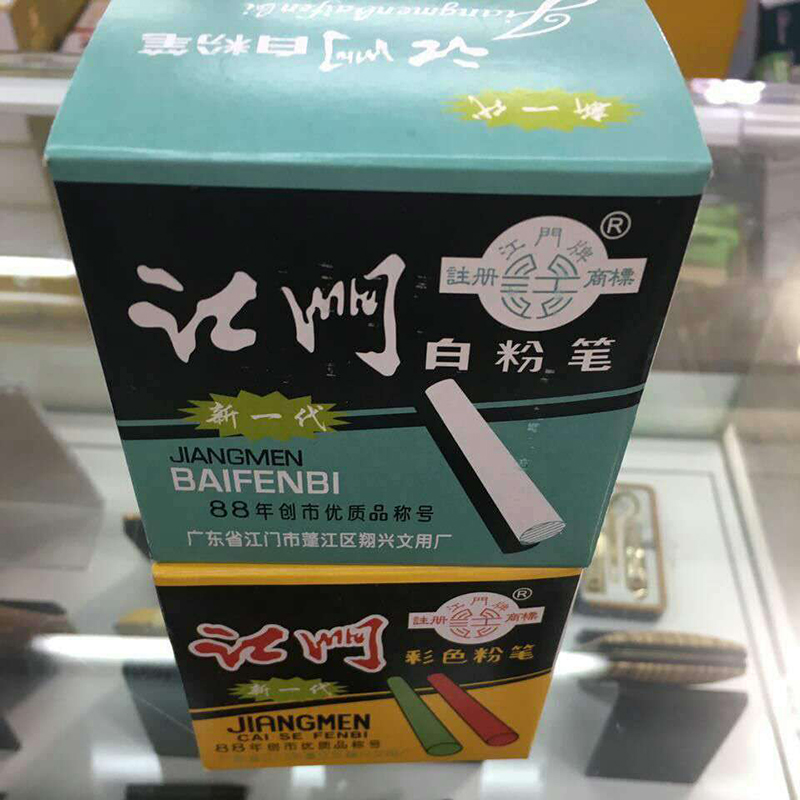 Jiangmenbaifenbi
江门白粉笔
新一代
江門牌
註册 商標
®
江门
白粉笔
新一代
JIANGMEN
BAIFENBI
88年创市优质品称号
广东省江门市蓬江区翔兴文用厂
江門牌
註册 商標
®
江门
彩色粉笔
新一代
JIANGMEN
CAI SE FENBI
88年创市优质品称号